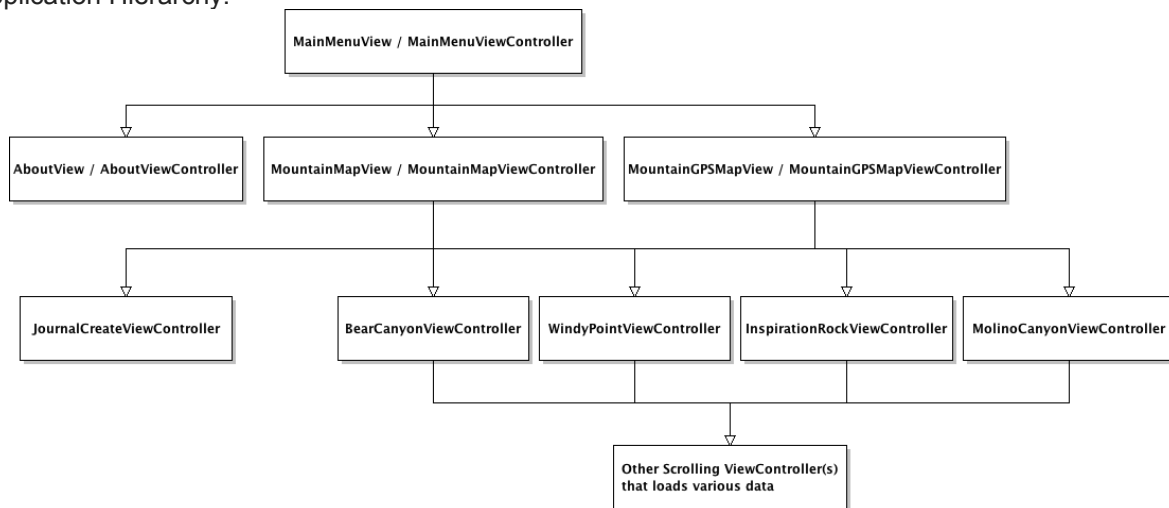 Application Hierarchy:
MainMenuView / MainMenuViewController
AboutView / AboutViewController
MountainMapView / MountainMapViewController
MountainGPSMapView / MountainGPSMapViewController
JournalCreateViewController
BearCanyonViewController
WindyPointViewController
InspirationRockViewController
MolinoCanyonViewController
Other Scrolling ViewController(s)
that loads various data